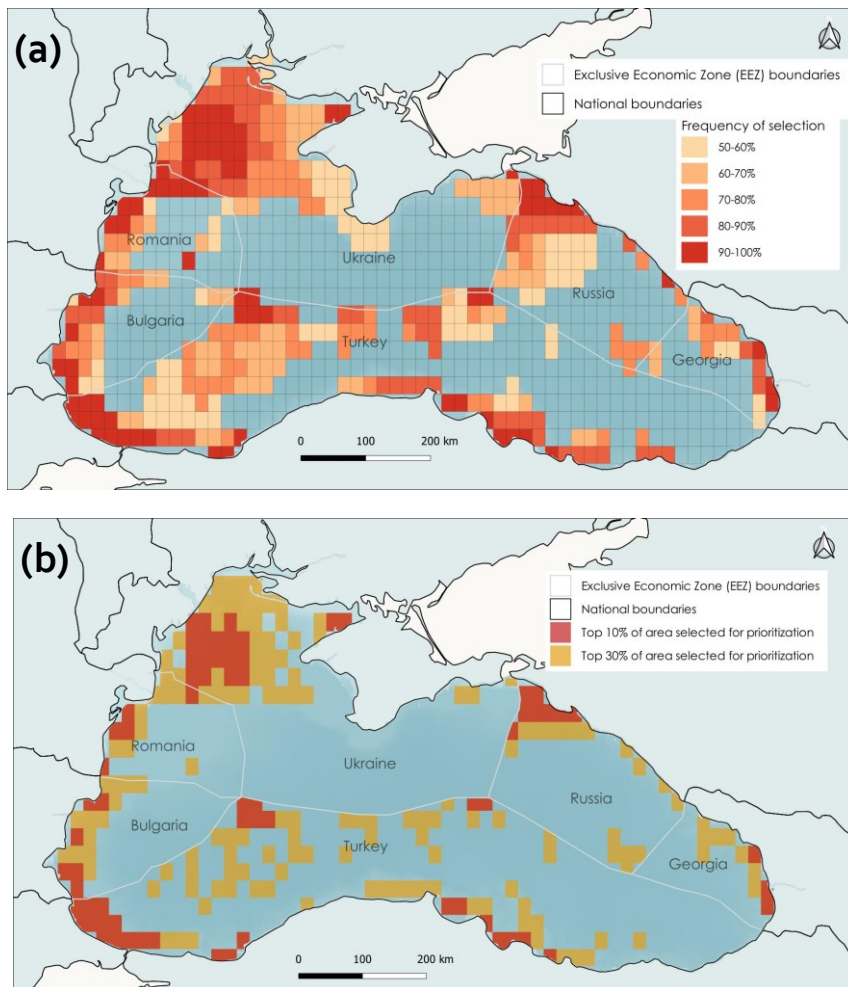 (a)
Exclusive Economic Zone (EEZ) boundaries
National boundaries
Frequency of selection
50-60%
60-70%
70-80%
80-90%
90-100%
Romania
Ukraine
Russia
Bulgaria
Turkey
Georgia
0 100 200 km
(b)
Exclusive Economic Zone (EEZ) boundaries
National boundaries
Top 10% of area selected for prioritization
Top 30% of area selected for prioritization
Romania
Ukraine
Russia
Bulgaria
Turkey
Georgia
0 100 200 km